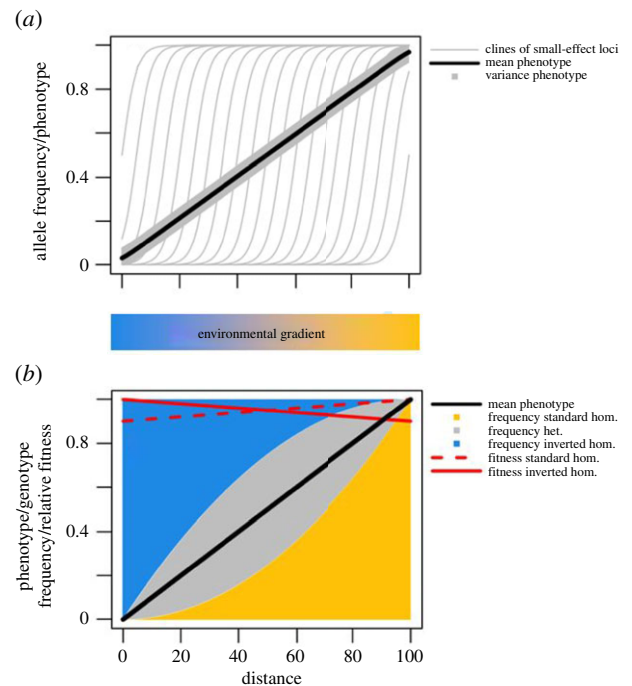 (a)
clines of small-effect loci
mean phenotype
variance phenotype
allele frequency/phenotype
0.8
0.4
0
environmental gradient
(b)
mean phenotype
frequency standard hom.
frequency het.
frequency inverted hom.
fitness standard hom.
fitness inverted hom.
phenotype/genotype
frequency/relative fitness
0.8
0.4
0
0 20 40 60 80 100
distance